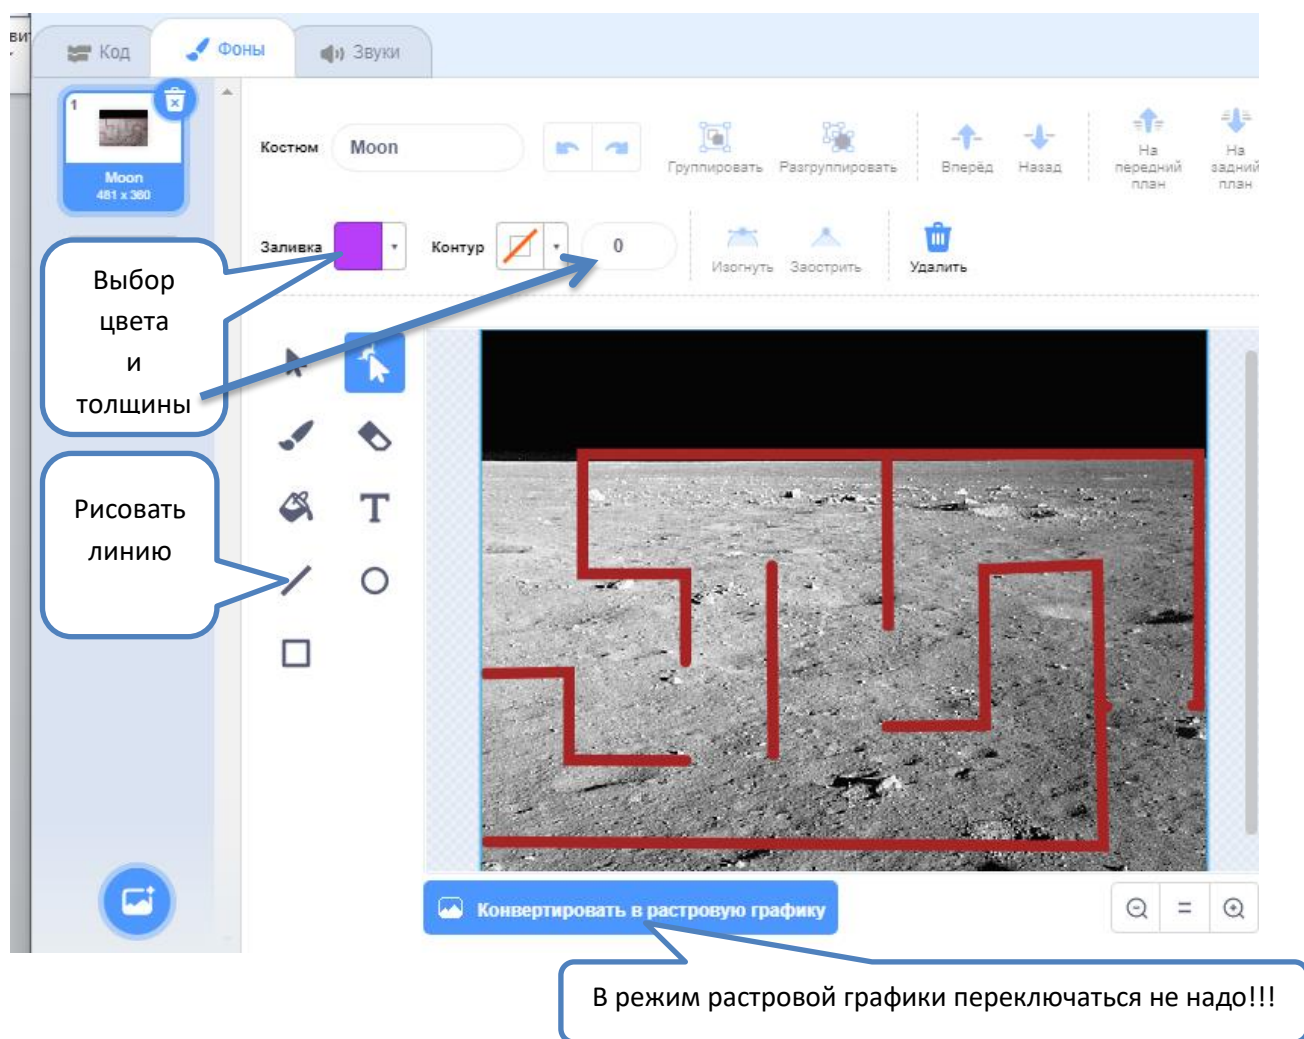 ви
Код
Фоны
Звуки
1
Moon
481 x 360
Костюм
Moon
Группировать
Разгруппировать
Вперёд
Назад
На
передний
план
На
задний
план
Заливка
Контур
0
Изогнуть
Заострить
Удалить
Выбор
цвета
и
толщины
Рисовать
линию
T
Конвертировать в растровую графику
В режим растровой графики переключаться не надо!!!